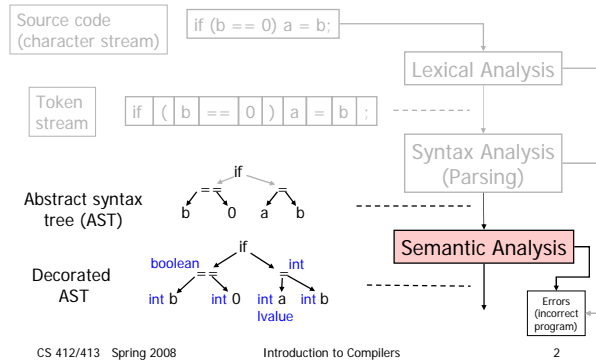 Source code
(character stream)
if (b == 0) a = b;
Lexical Analysis
Token
stream
if ( b == 0 ) a = b ;
Syntax Analysis
(Parsing)
Abstract syntax
tree (AST)
if
== =
b 0 a b
Semantic Analysis
Decorated
AST
if
boolean == = int
int b int 0 int a int b
lvalue
Errors
(incorrect
program)
CS 412/413 Spring 2008 Introduction to Compilers 2